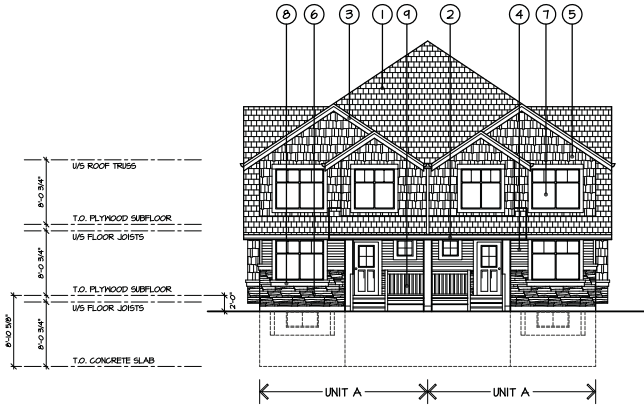 8 6 3 1 9 2 4 7 5
U/S ROOF TRUSS
8'-0 3/4"
T.O. PLYWOOD SUBFLOOR
U/S FLOOR JOISTS
8'-0 3/4"
T.O. PLYWOOD SUBFLOOR
2'-0"
U/S FLOOR JOISTS
8'-10 5/8"
8'-0 3/4"
T.O. CONCRETE SLAB
UNIT A UNIT A